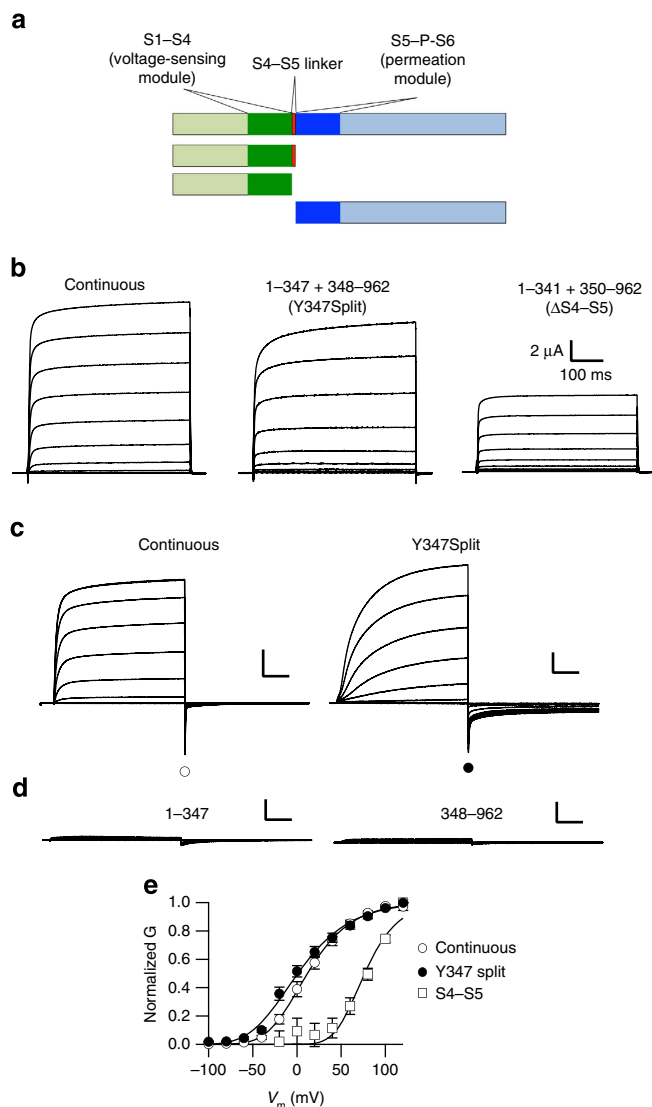 a
S1–S4
(voltage-sensing
module)
S4–S5 linker
S5–P-S6
(permeation
module)
b
Continuous
1–347 + 348–962
(Y347Split)
1–341 + 350–962
(ΔS4–S5)
2 μA
100 ms
c
Continuous
Y347Split
d
1–347
348–962
e
Normalized G
1.0
0.8
0.6
0.4
0.2
0.0
–100
–50
0
50
100
Vm (mV)
Continuous
Y347 split
S4–S5